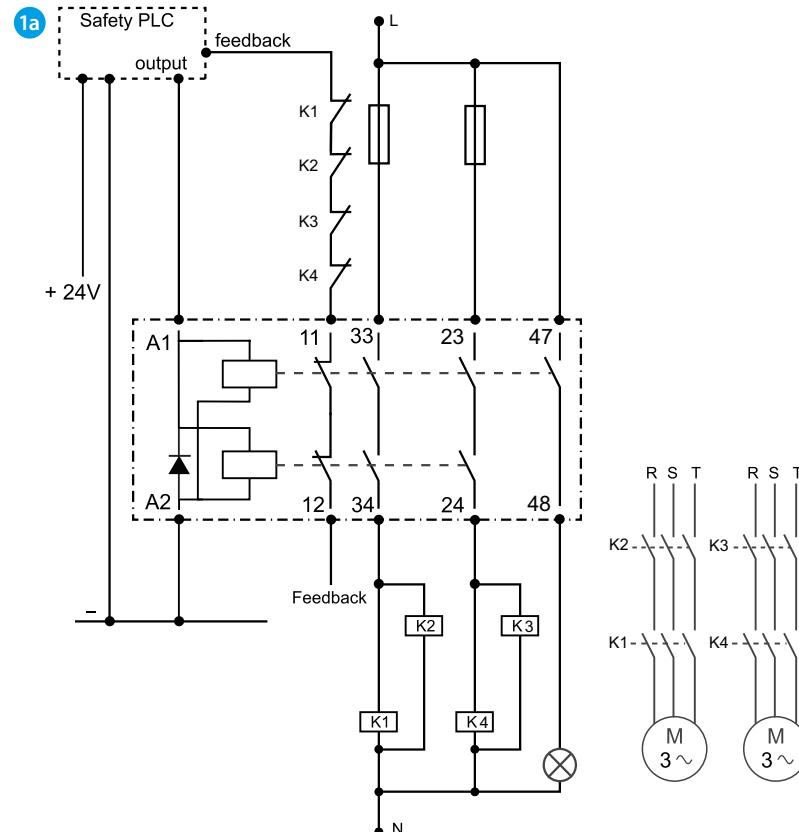 1a
Safety PLC
output
feedback
L
K1
K2
K3
K4
+ 24V
A1
11
33
23
47
A2
12
34
24
48
Feedback
–
K2
K3
K1
K4
N
R S T
R S T
K2
K3
K1
K4
M
3~
M
3~